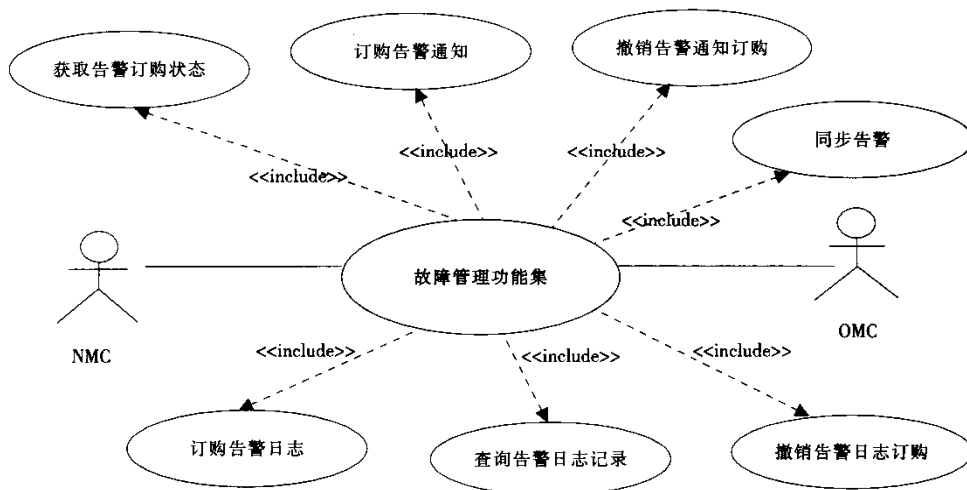 订购告警通知
撤销告警通知订购
获取告警订购状态
同步告警
<<include>>
<<include>>
<<include>>
<<include>>
故障管理功能集
NMC
OMC
<<include>>
<<include>>
<<include>>
订购告警日志
查询告警日志记录
撤销告警日志订购